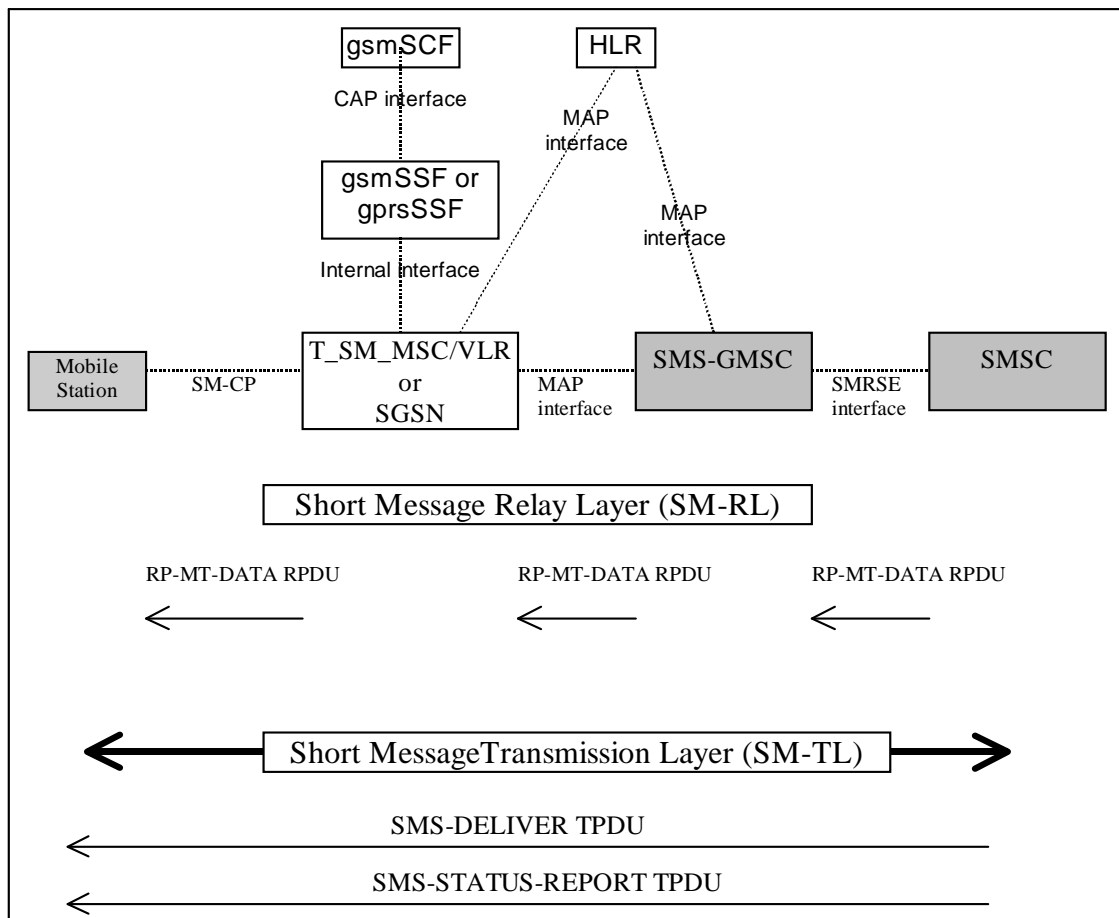 gsmSCF
HLR
CAP interface
MAP
interface
gsmSSF or
gprsSSF
MAP
interface
Internal Interface
T_SM_MSC/VLR
or
SGSN
SMS-GMSC
SMSC
Mobile
Station
SM-CP
MAP
interface
SMRSE
interface
Short Message Relay Layer (SM-RL)
RP-MT-DATA RPDU
RP-MT-DATA RPDU
RP-MT-DATA RPDU
Short MessageTransmission Layer (SM-TL)
SMS-DELIVER TPDU
SMS-STATUS-REPORT TPDU